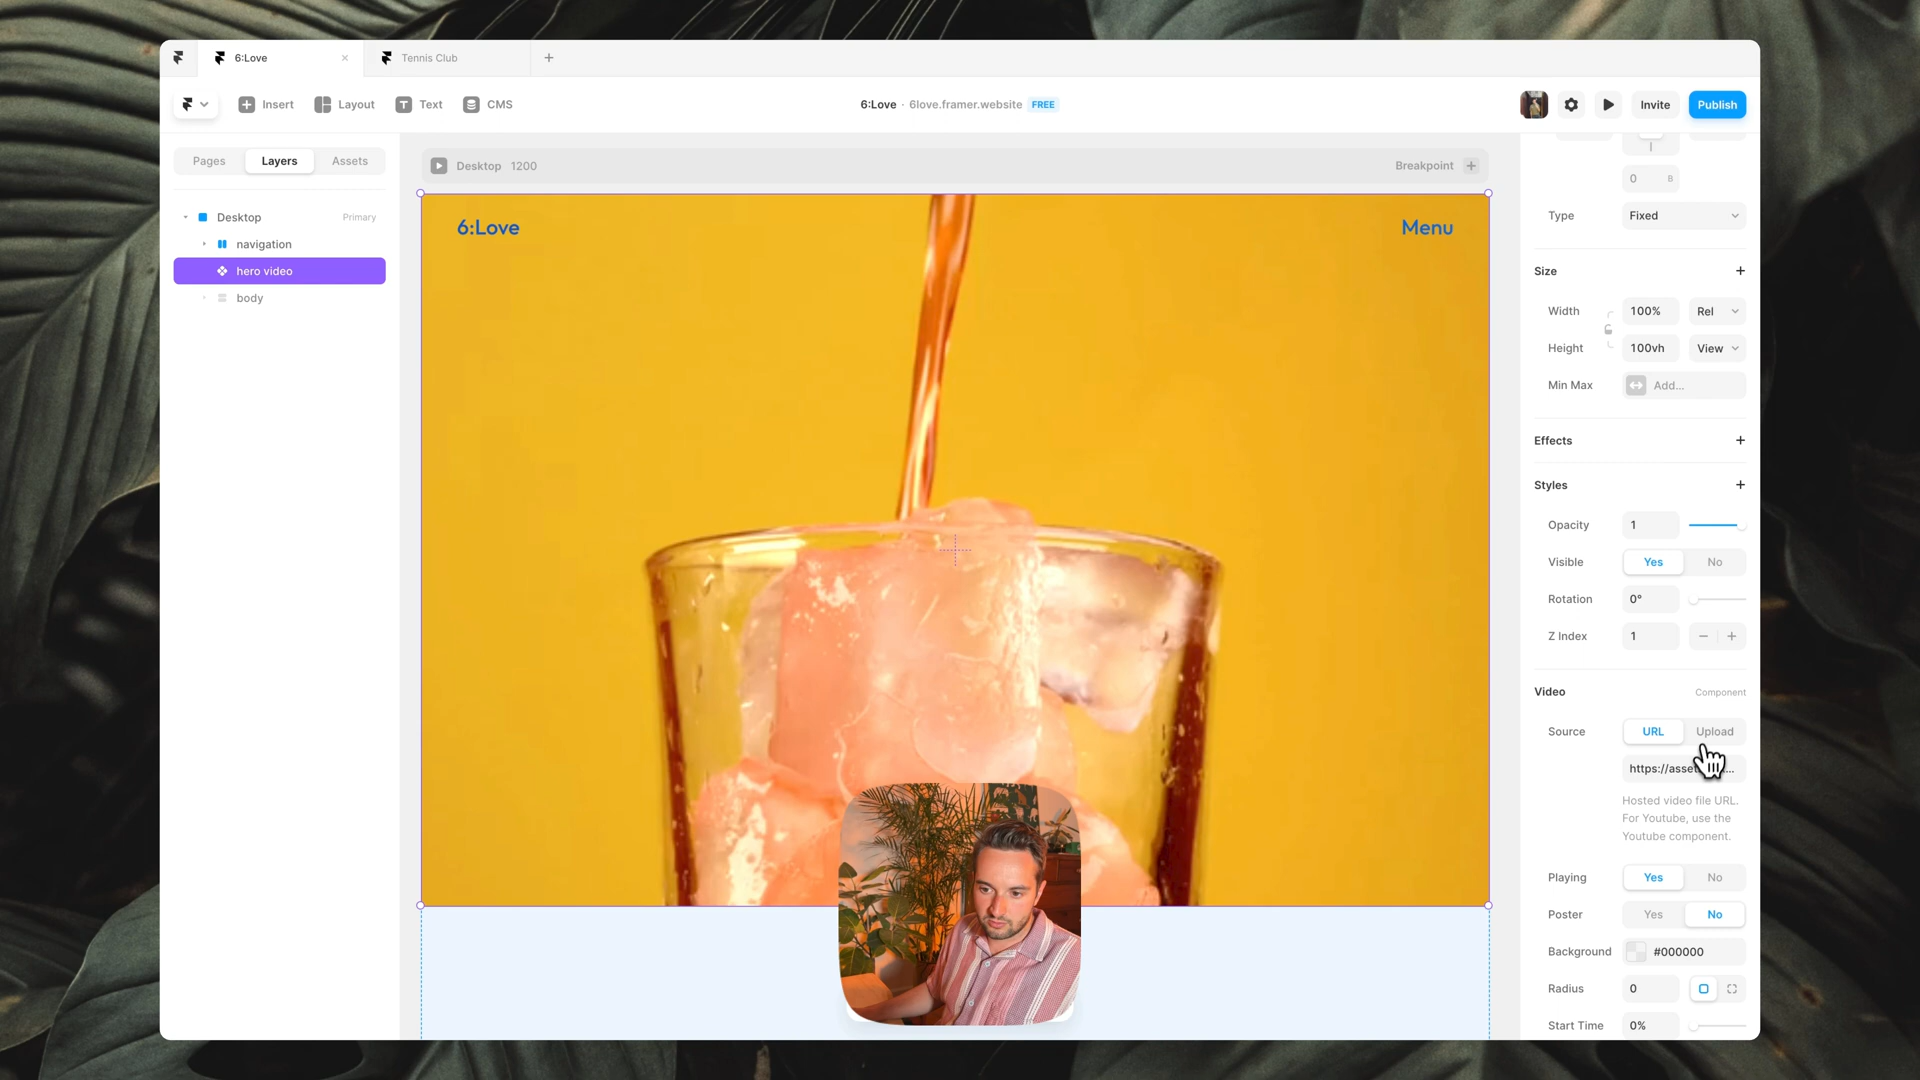 6:Love
Tennis Club
Insert
Layout
Text
CMS
6:Love · 6love.framer.website FREE
Invite
Publish
Pages
Layers
Assets
Desktop Primary
navigation
hero video
body
Desktop 1200
Breakpoint
6:Love
Menu
0 B
Type Fixed
Size
Width 100% Rel
Height 100vh View
Min Max Add...
Effects
Styles
Opacity 1
Visible Yes No
Rotation 0°
Z Index 1
Video Component
Source URL Upload
https://asset
Hosted video file URL.
For Youtube, use the
Youtube component.
Playing Yes No
Poster Yes No
Background #000000
Radius 0
Start Time 0%